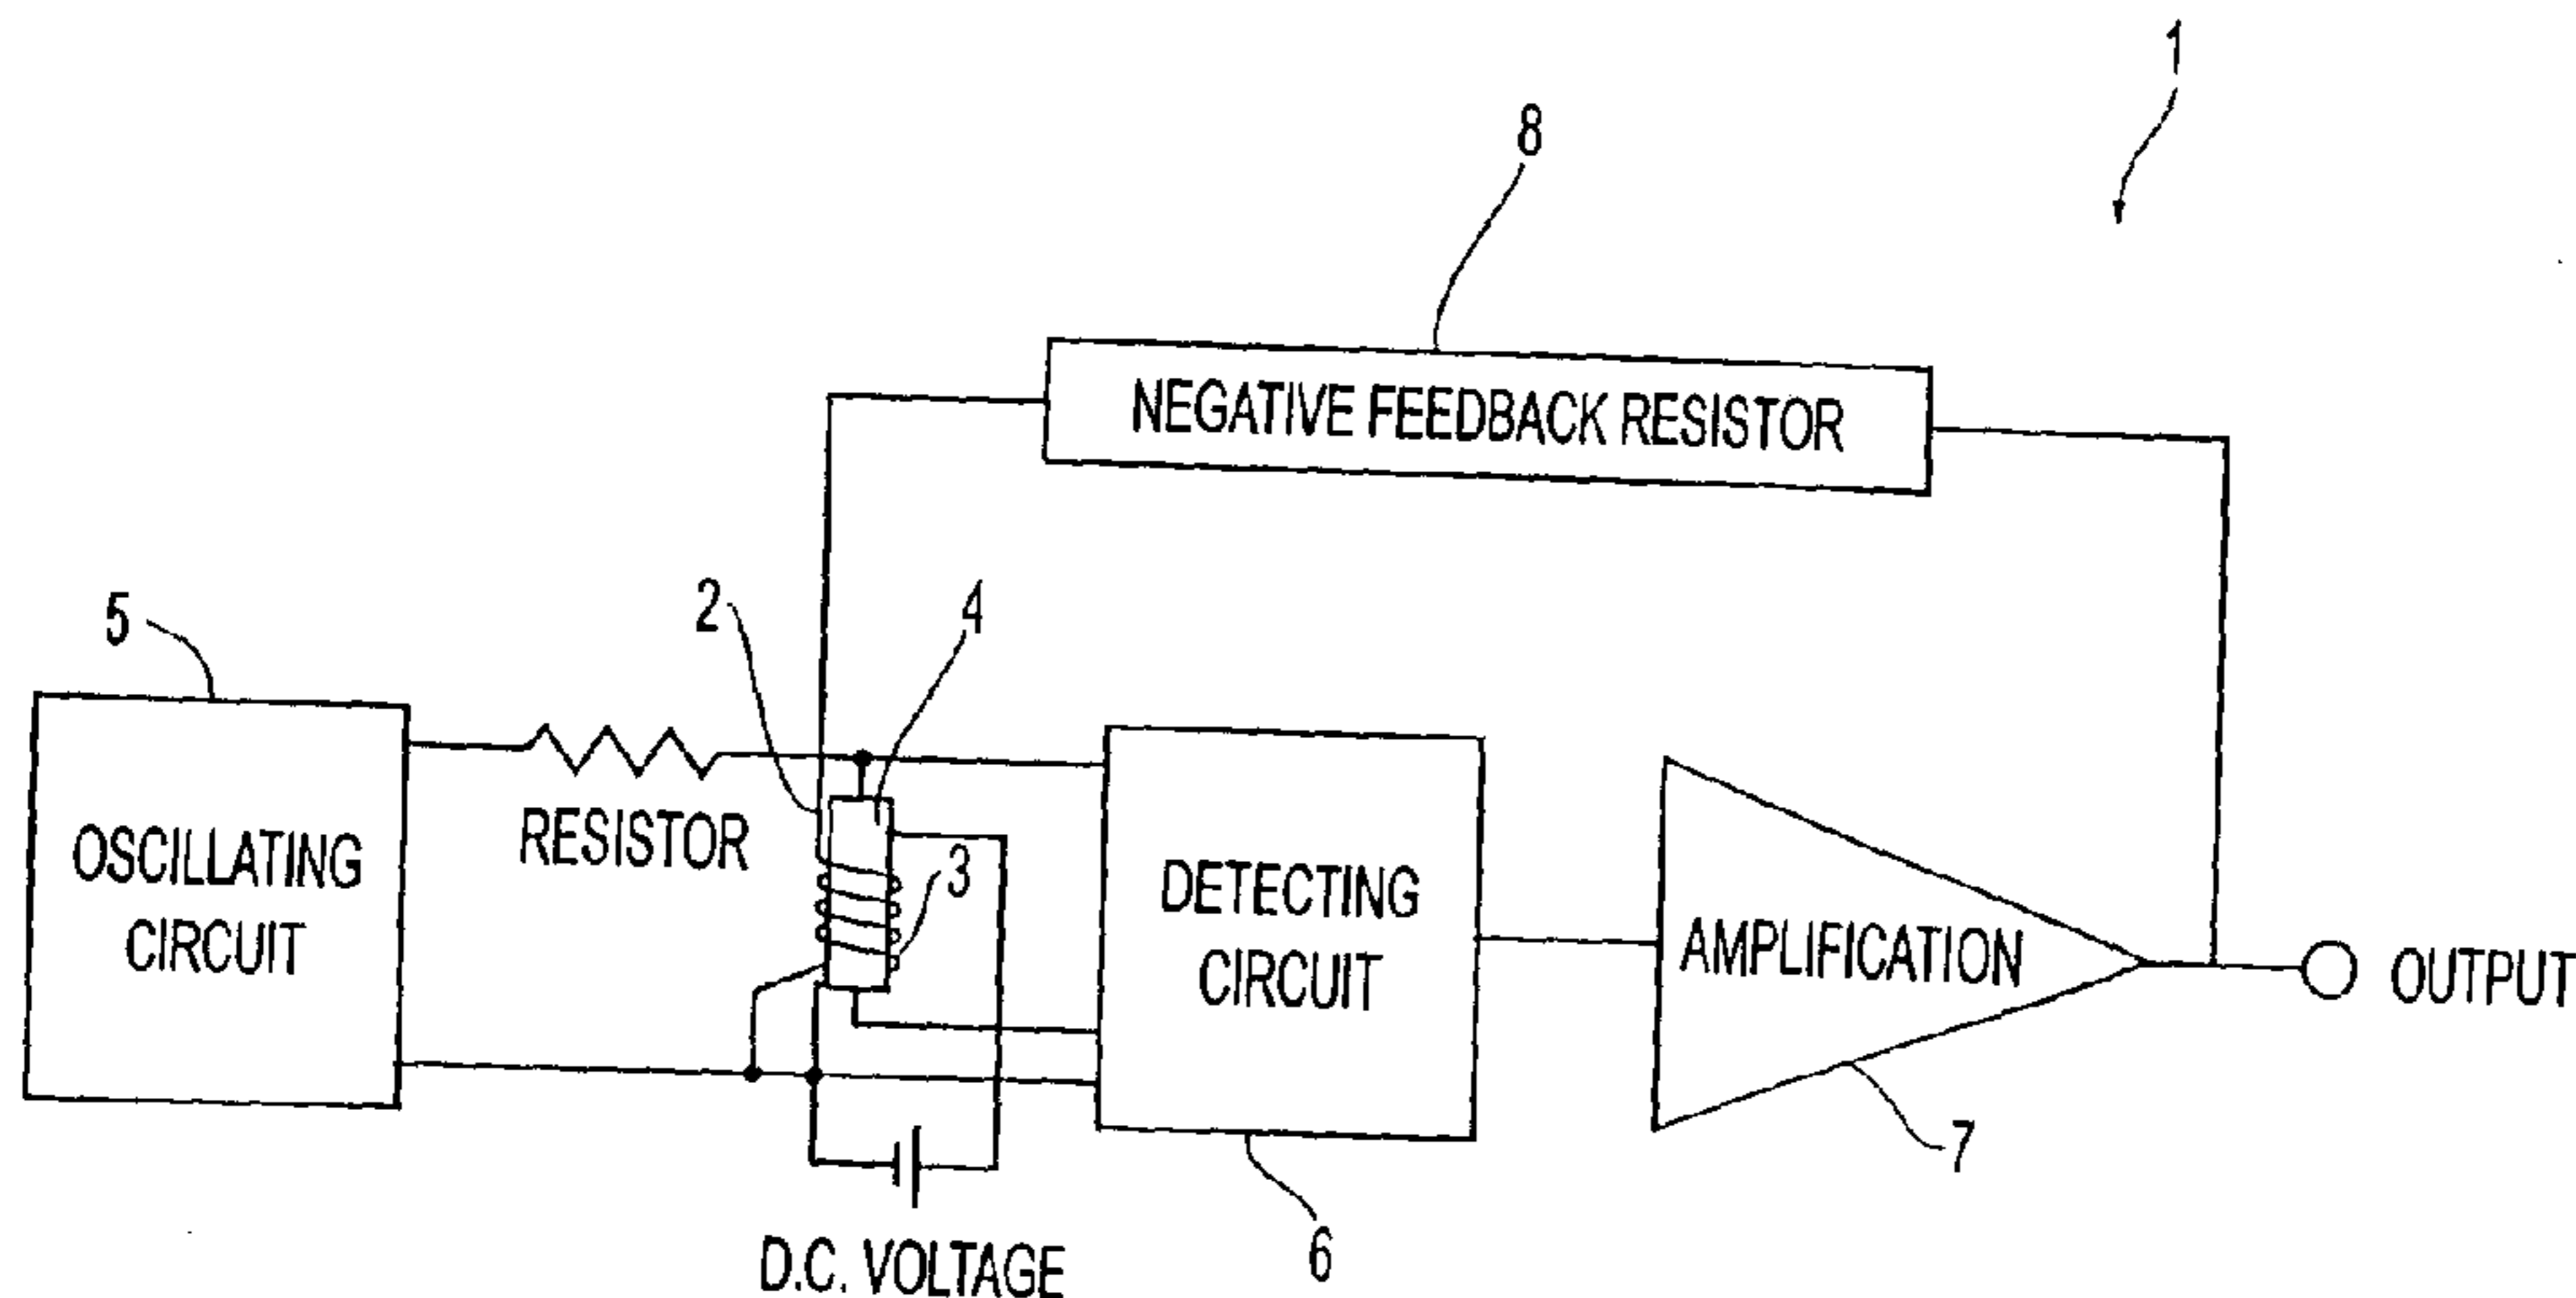 1
8
NEGATIVE FEEDBACK RESISTOR
5
2
4
RESISTOR
OSCILLATING
CIRCUIT
3
DETECTING
CIRCUIT
AMPLIFICATION
OUTPUT
7
6
D.C. VOLTAGE